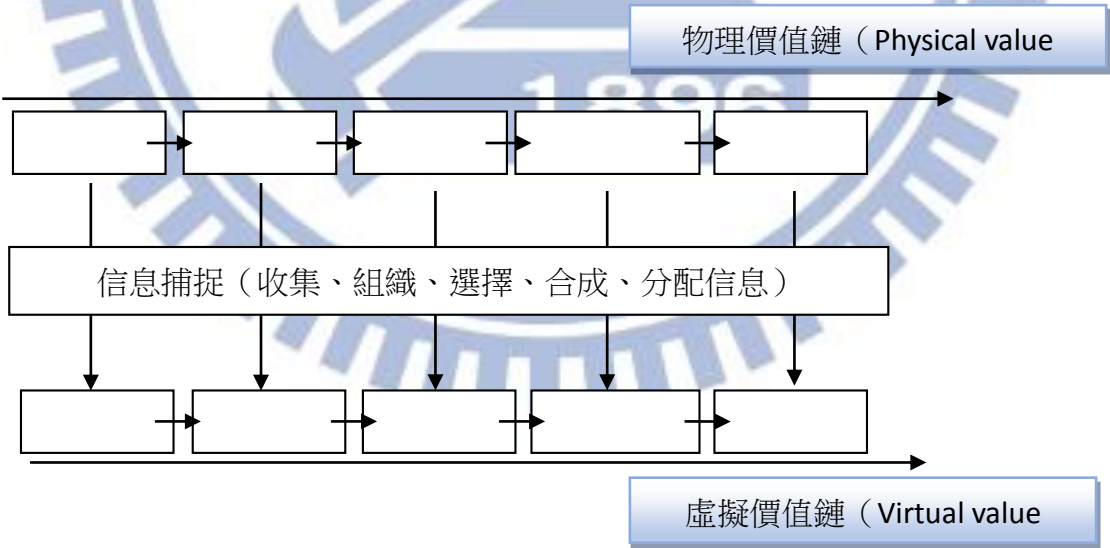 物理價值鏈（Physical value
1896
信息捕捉（收集、組織、選擇、合成、分配信息）
虛擬價值鏈（Virtual value